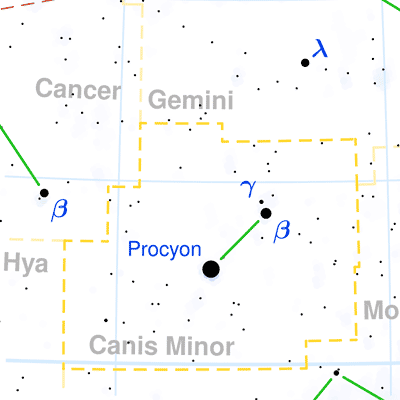 λ
Cancer
Gemini
γ
β
β
Procyon
Hya
Mo
Canis Minor